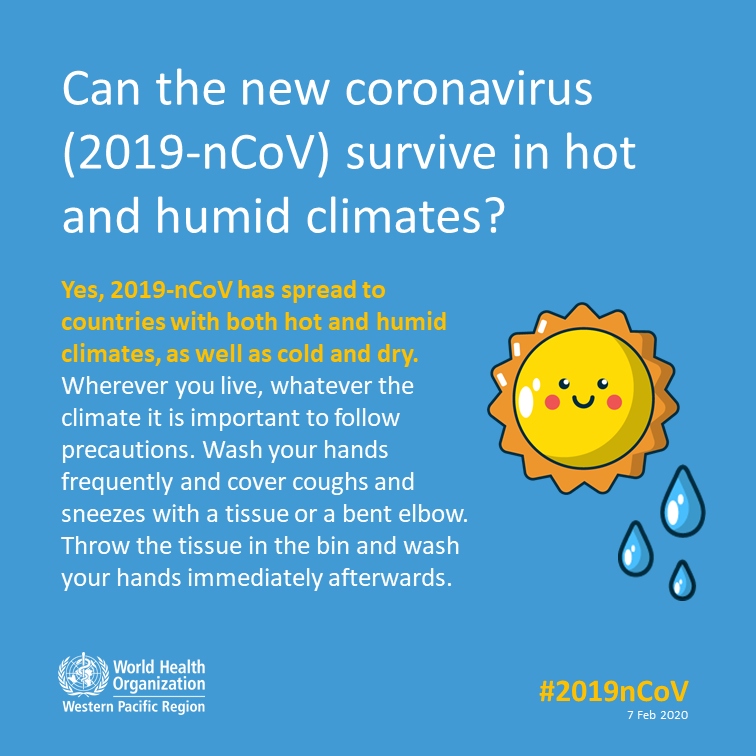 Can the new coronavirus
(2019-nCoV) survive in hot
and humid climates?
Yes, 2019-nCoV has spread to
countries with both hot and humid
climates, as well as cold and dry.
Wherever you live, whatever the
climate it is important to follow
precautions. Wash your hands
frequently and cover coughs and
sneezes with a tissue or a bent elbow.
Throw the tissue in the bin and wash
your hands immediately afterwards.
World Health
Organization
Western Pacific Region
#2019nCoV
7 Feb 2020